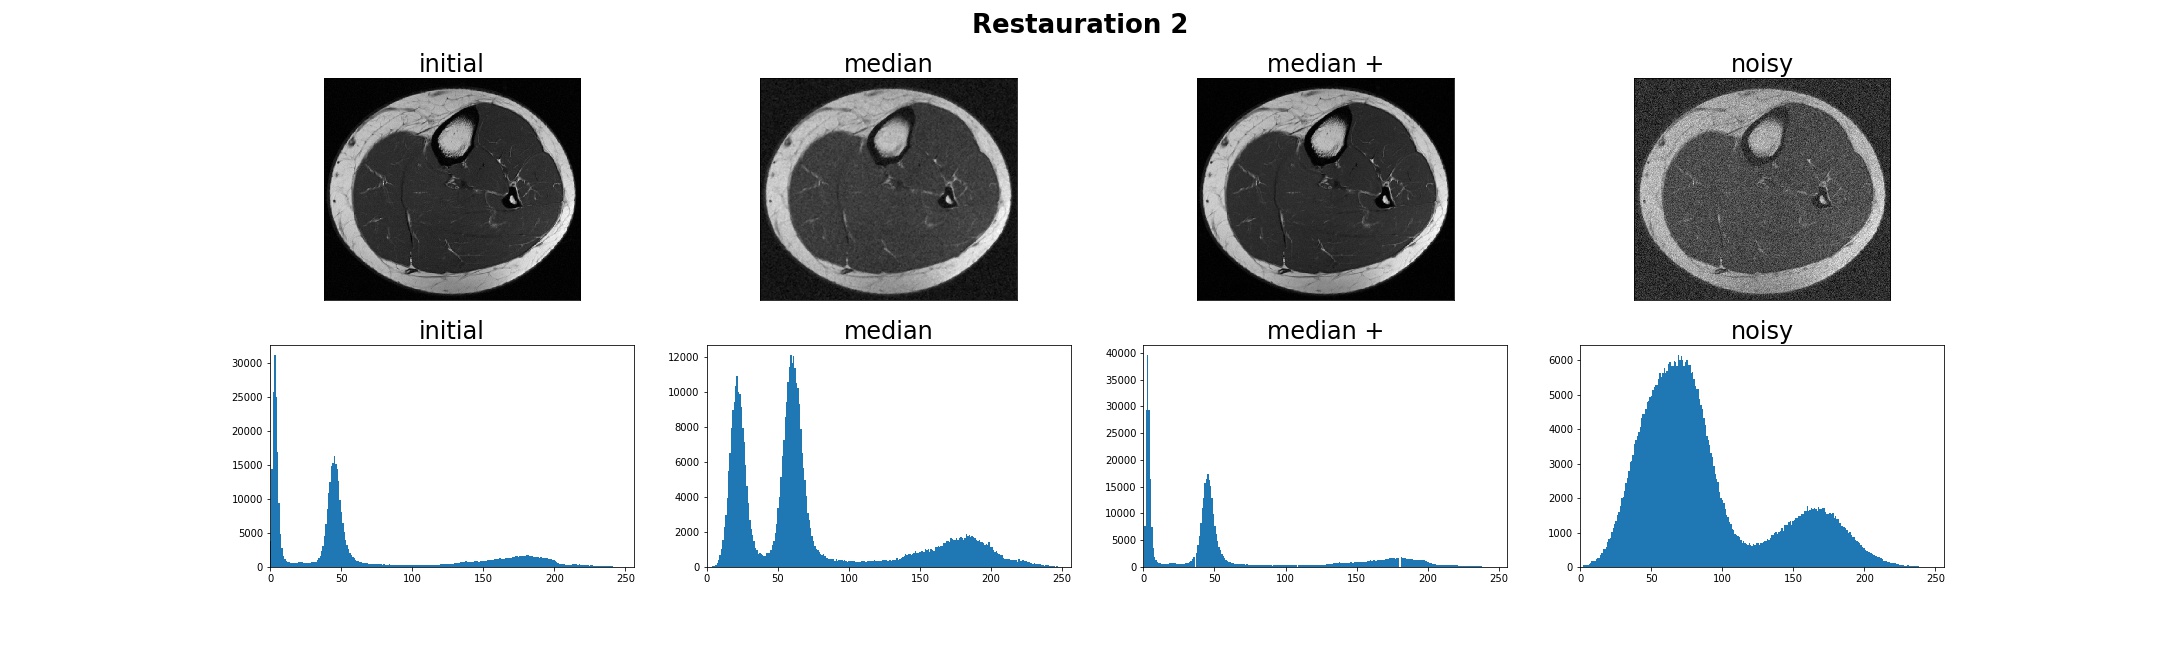 Restauration 2
initial median median + noisy
initial median median + noisy
30000 25000 20000 15000 10000 5000 0
0 50 100 150 200 250
12000 10000 8000 6000 4000 2000 0
0 50 100 150 200 250
40000 35000 30000 25000 20000 15000 10000 5000 0
0 50 100 150 200 250
6000 5000 4000 3000 2000 1000 0
0 50 100 150 200 250